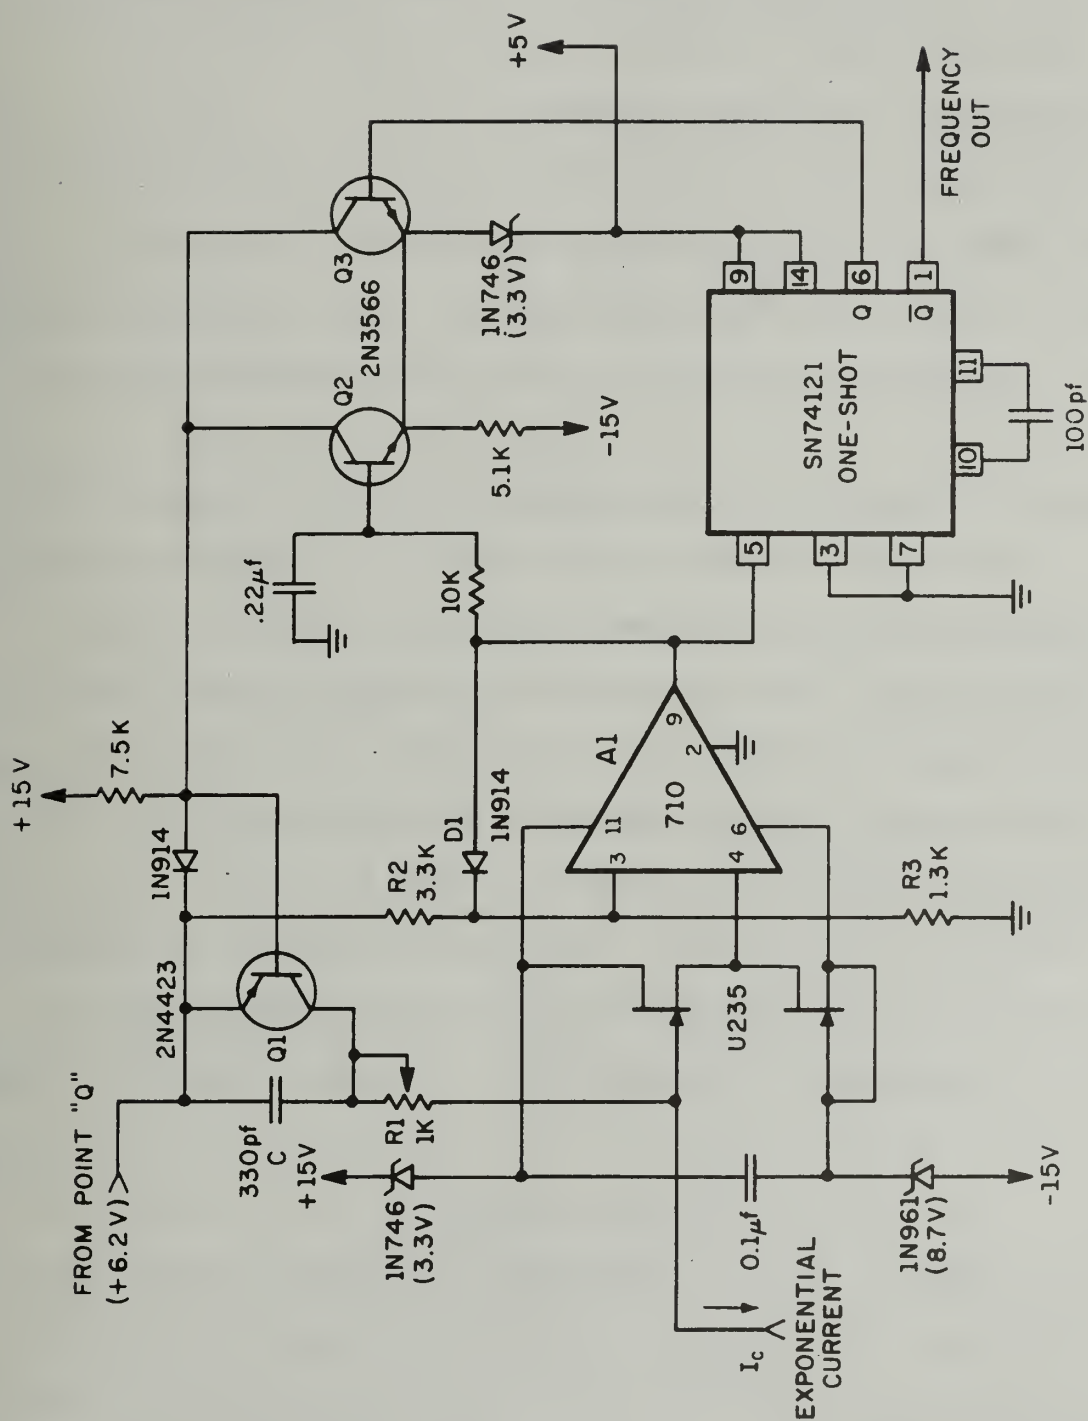 FROM POINT "Q"
(+6.2 V)
+15 V
7.5K
1N914
2N4423
Q1
330pf
C
+15V
R1
1K
R2
3.3K
D1
1N914
.22µf
10K
Q2
2N3566
Q3
5.1K
-15V
1N746
(3.3V)
+5V
1N746
(3.3V)
A1
710
11
3
4
6
9
2
U235
R3
1.3K
0.1µf
1N961
(8.7V)
-15V
Ic
EXPONENTIAL
CURRENT
SN74121
ONE-SHOT
5
3
7
9
14
6
1
Q
Q̅
10
11
100pf
FREQUENCY
OUT